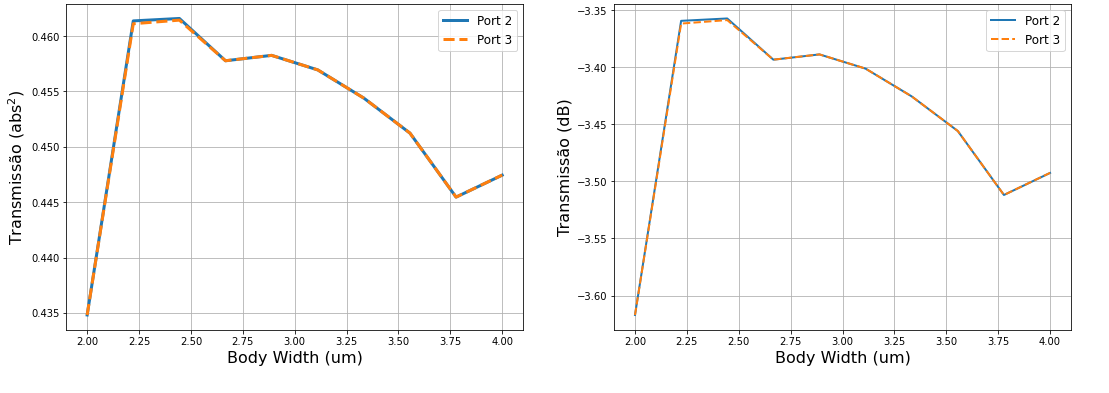 Port 2
Port 3
0.460
0.455
0.450
0.445
0.440
0.435
Transmissão (abs²)
2.00 2.25 2.50 2.75 3.00 3.25 3.50 3.75 4.00
Body Width (um)
Port 2
Port 3
−3.35
−3.40
−3.45
−3.50
−3.55
−3.60
Transmissão (dB)
2.00 2.25 2.50 2.75 3.00 3.25 3.50 3.75 4.00
Body Width (um)